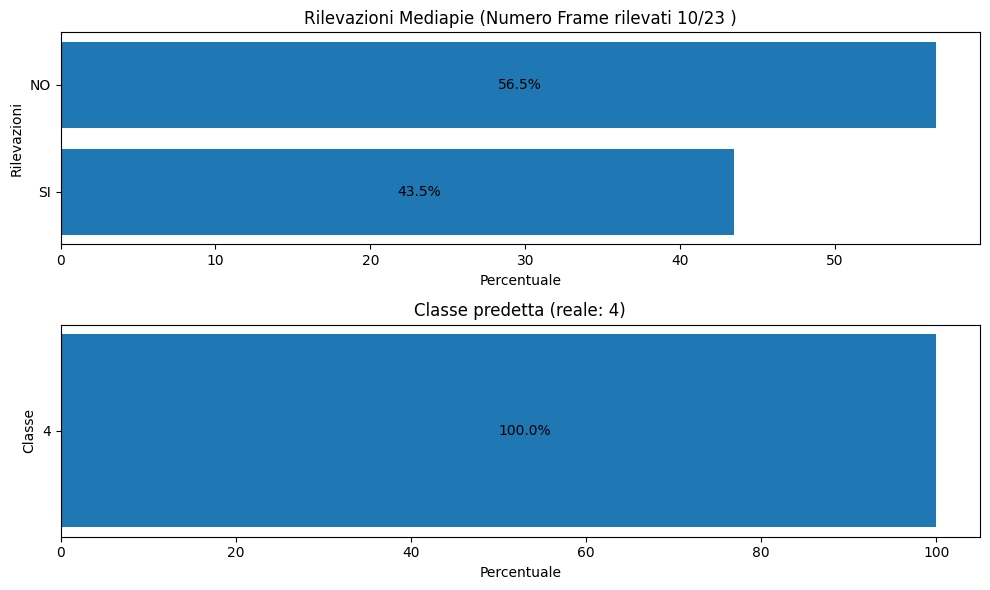 Rilevazioni Mediapie (Numero Frame rilevati 10/23 )
Rilevazioni
NO
56.5%
SI
43.5%
0 10 20 30 40 50
Percentuale
Classe predetta (reale: 4)
Classe
4
100.0%
0 20 40 60 80 100
Percentuale